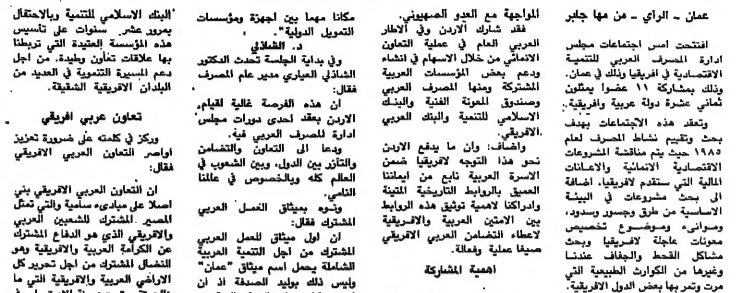 عمان ـ الرأي ـ من مها جابر
افتتحت امس اجتماعات مجلس
ادارة المصرف العربي للتنمية
الاقتصادية في افريقيا وذلك في عمان.
وذلك بمشاركة ١١ عضوا يمثلون
ثماني عشرة دولة عربية وافريقية.
وتعقد هذه الاجتماعات بهدف
بحث وتقييم نشاط المصرف لعام
١٩٨٥ حيث يتم مناقشة المشروعات
الاقتصادية الانمائية والاعانات
المالية التي ستقدم لافريقيا، اضافة
الى بحث مشروعات في البيئة
الاساسية من طرق وجسور وسدود،
وموانىء وموضوع تخصيص
معونات عاجلة لافريقيا وبحث
مشاكل القحط والجفاف عندنا
وغيرها من الكوارث الطبيعية التي
مرت وتمر بها بعض الدول الافريقية.
المواجهة مع العدو الصهيوني.
فقد شارك الاردن وفي الاطار
العربي العام في عملية التعاون
الانمائي من خلال الاسهام في انشاء
ودعم بعض المؤسسات العربية
المشتركة ومنها المصرف العربي
وصندوق المعونة الفنية والبنك
الاسلامي للتنمية والبنك العربي
الافريقي.
واضاف: وان ما يدفع الاردن
نحو هذا التوجه لافريقيا ضمن
الاسرة العربية نابع من ايماننا
العميق بالروابط التاريخية المتينة
وادراكنا لاهمية توثيق هذه الروابط
بين الامتين العربية والافريقية
لاعطاء التضامن العربي الافريقي
صيغا عملية وفعالة.
اهمية المشاركة
مكانا مهما بين اجهزة ومؤسسات
التمويل الدولية".
د. الشاذلي
وفي بداية الجلسة تحدث الدكتور
الشاذلي العياري مدير عام المصرف
فقال:
ان هذه الفرصة غالية لقيام
الاردن بعقد احدى دورات مجلس
ادارة المصرف العربي فيه.
ودعا الى التعاون والتضامن
والتآزر بين الدول، وبين الشعوب في
العالم كله وبالخصوص في عالمنا
النامي.
ونوه بميثاق العمل العربي
المشترك فقال:
ان اول ميثاق للعمل العربي
المشترك من اجل التنمية العربية
الشاملة يحمل اسم ميثاق "عمان"
وليس ذلك بوليد للصدفة اذ ان
البنك الاسلامي للتنمية وبالاحتفال
بمرور عشر سنوات على تأسيس
هذه المؤسسة العتيدة التي تربطنا
بها علاقات تعاون وطيدة، من اجل
دعم المسيرة التنموية في العديد من
البلدان الافريقية الشقيقة.
تعاون عربي افريقي
وركز في كلمته على ضرورة تعزيز
اواصر التعاون العربي الافريقي
فقال:
ان التعاون العربي الافريقي بني
اصلا على مبادىء سامية والتي تمثل
المصير المشترك للشعبين العربي
والافريقي الذي هو الدفاع المشترك
عن الكرامة العربية والافريقية وهو
النضال المشترك من اجل تحرير كل
الاراضي العربية والافريقية التي ما